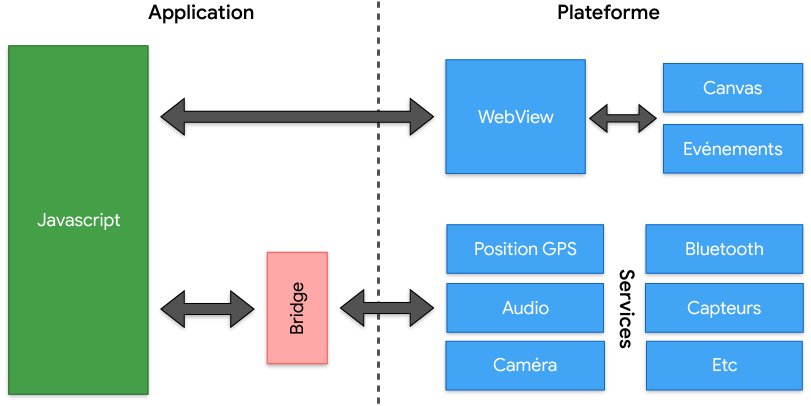 Application
Plateforme
Javascript
WebView
Canvas
Evénements
Bridge
Position GPS
Audio
Caméra
Services
Bluetooth
Capteurs
Etc